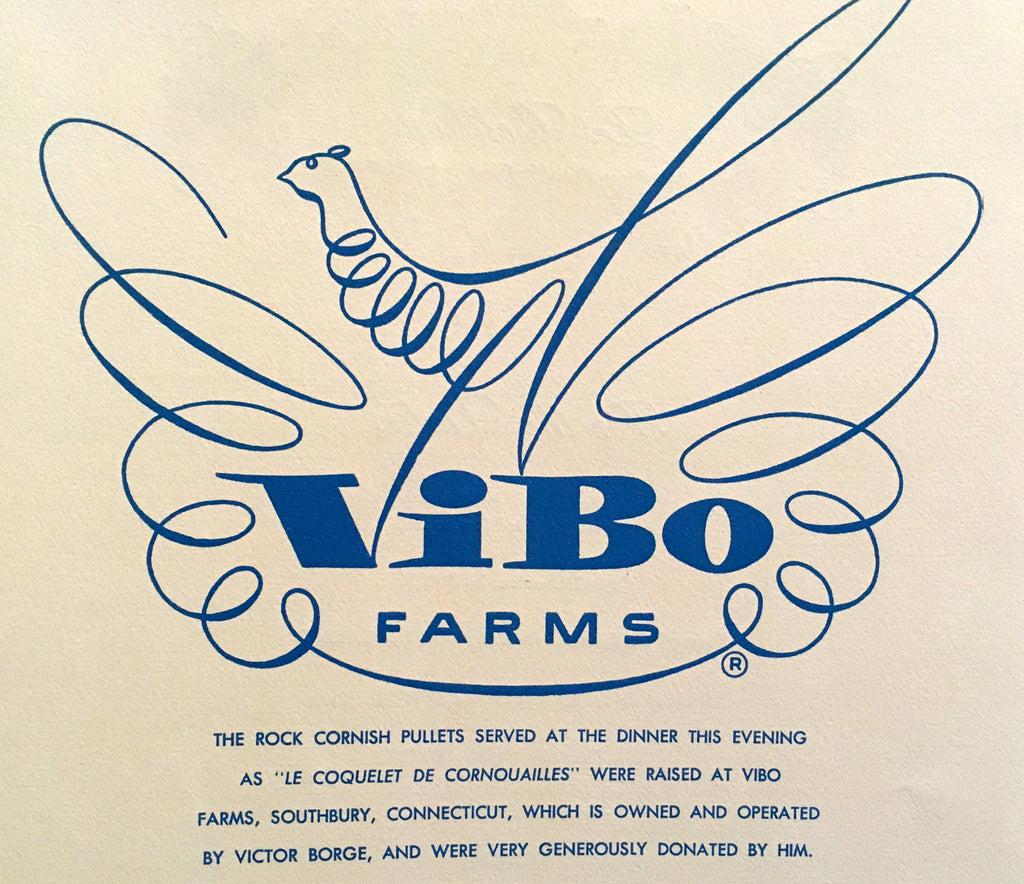 ViBo
FARMS
®
THE ROCK CORNISH PULLETS SERVED AT THE DINNER THIS EVENING
AS "LE COQUELET DE CORNOUAILLES" WERE RAISED AT VIBO
FARMS, SOUTHBURY, CONNECTICUT, WHICH IS OWNED AND OPERATED
BY VICTOR BORGE, AND WERE VERY GENEROUSLY DONATED BY HIM.